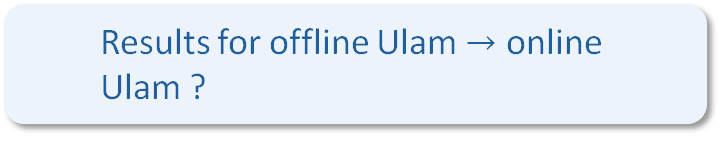 Results for offline Ulam → online
Ulam ?